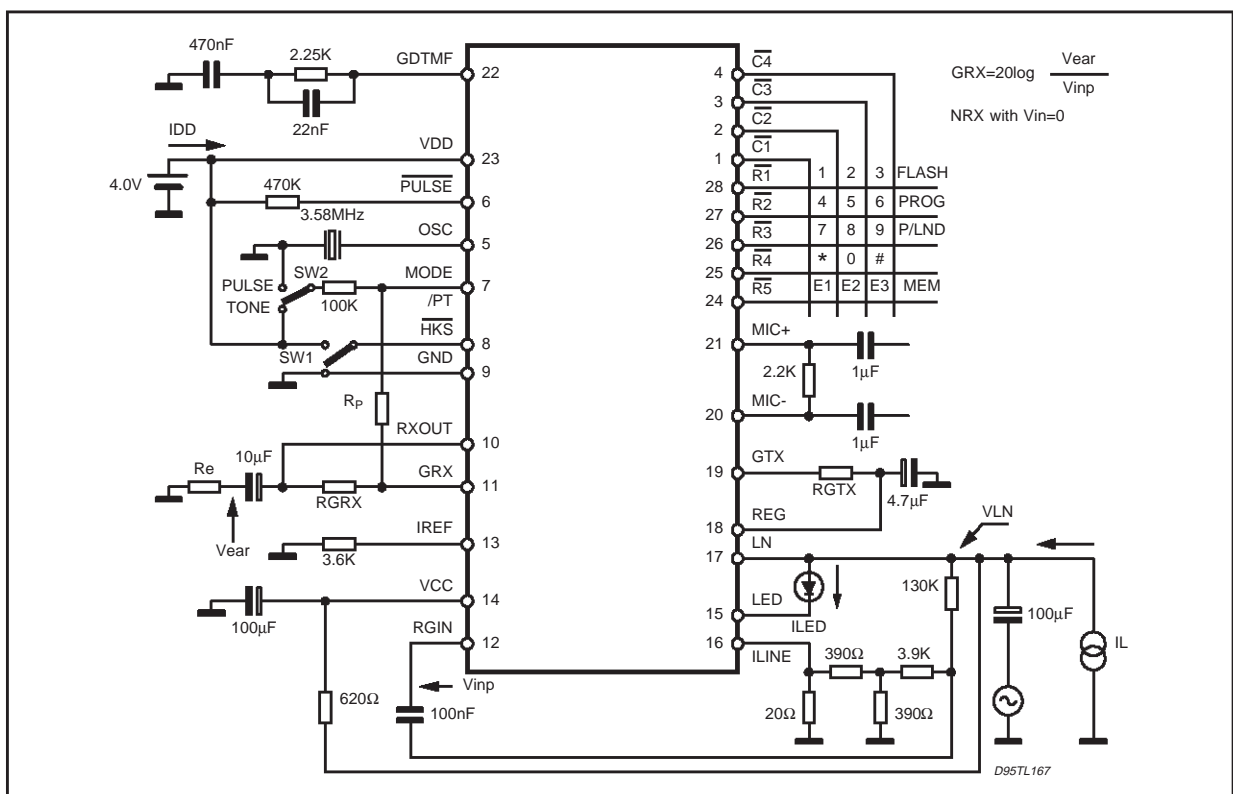 470nF
2.25K
GDTMF
22
22nF
IDD
VDD
23
4.0V
470K
PULSE
6
3.58MHz
OSC
5
PULSE
SW2
MODE
7
TONE
100K
/PT
HKS
8
SW1
GND
9
RP
RXOUT
10
10μF
Re
GRX
11
RGRX
Vear
IREF
13
3.6K
VCC
14
100μF
RGIN
12
Vinp
620Ω
100nF
4
C4
3
C3
2
C2
1
C1
1 2 3 FLASH
28
R1
4 5 6 PROG
27
R2
7 8 9 P/LND
26
R3
* 0 #
25
R4
E1 E2 E3 MEM
24
R5
21
MIC+
1μF
2.2K
20
MIC-
1μF
19
GTX
RGTX
4.7μF
18
REG
VLN
17
LN
130K
15
LED
ILED
100μF
IL
16
ILINE
390Ω
3.9K
20Ω
390Ω
GRX=20log Vear
Vinp
NRX with Vin=0
D95TL167